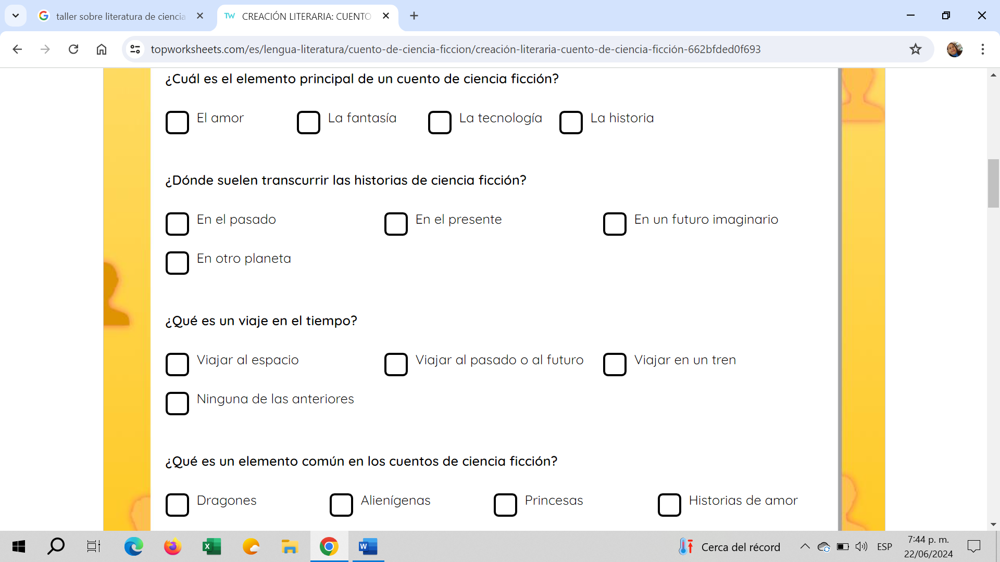 taller sobre literatura de ciencia
TW CREACIÓN LITERARIA: CUENTO
topworksheets.com/es/lengua-literatura/cuento-de-ciencia-ficcion/creación-literaria-cuento-de-ciencia-ficción-662bfded0f693
¿Cuál es el elemento principal de un cuento de ciencia ficción?
El amor La fantasía La tecnología La historia
¿Dónde suelen transcurrir las historias de ciencia ficción?
En el pasado En el presente En un futuro imaginario
En otro planeta
¿Qué es un viaje en el tiempo?
Viajar al espacio Viajar al pasado o al futuro Viajar en un tren
Ninguna de las anteriores
¿Qué es un elemento común en los cuentos de ciencia ficción?
Dragones Alienígenas Princesas Historias de amor
Cerca del récord ESP 7:44 p. m.
22/06/2024